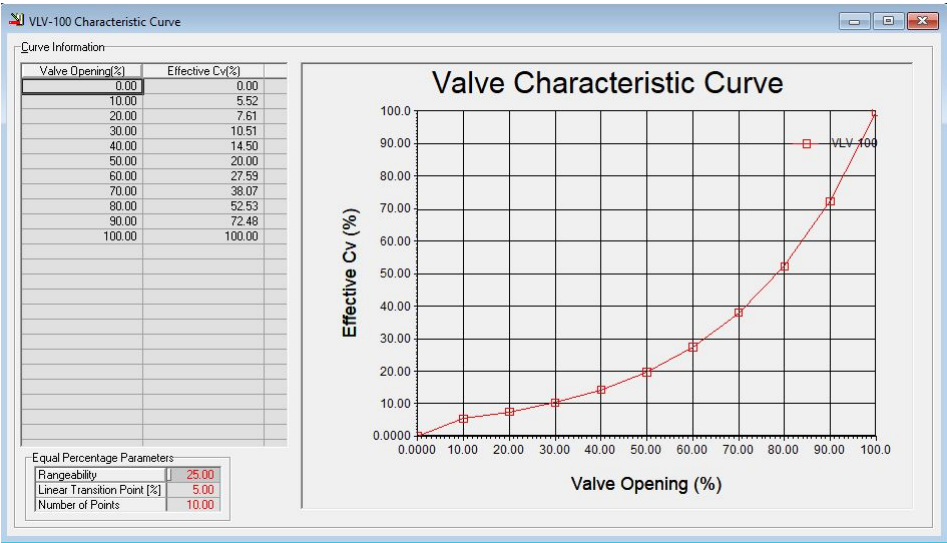 VLV-100 Characteristic Curve
Curve Information
Valve Opening(%) Effective Cv(%)
0.00 0.00
10.00 5.52
20.00 7.61
30.00 10.51
40.00 14.50
50.00 20.00
60.00 27.59
70.00 38.07
80.00 52.53
90.00 72.48
100.00 100.00
Equal Percentage Parameters
Rangeability 25.00
Linear Transition Point [%] 5.00
Number of Points 10.00
Valve Characteristic Curve
100.0
90.00
80.00
70.00
60.00
50.00
40.00
30.00
20.00
10.00
0.0000
Effective Cv (%)
VLV-100
0.0000 10.00 20.00 30.00 40.00 50.00 60.00 70.00 80.00 90.00 100.0
Valve Opening (%)